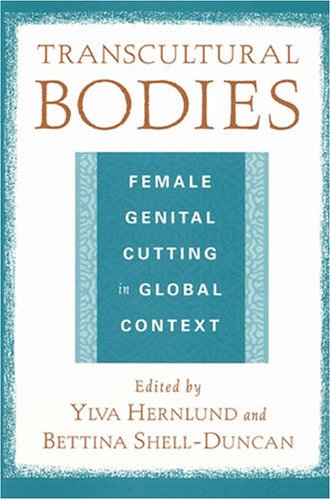 TRANSCULTURAL
BODIES
FEMALE
GENITAL
CUTTING
in GLOBAL
CONTEXT
Edited by
YLVA HERNLUND and
BETTINA SHELL-DUNCAN